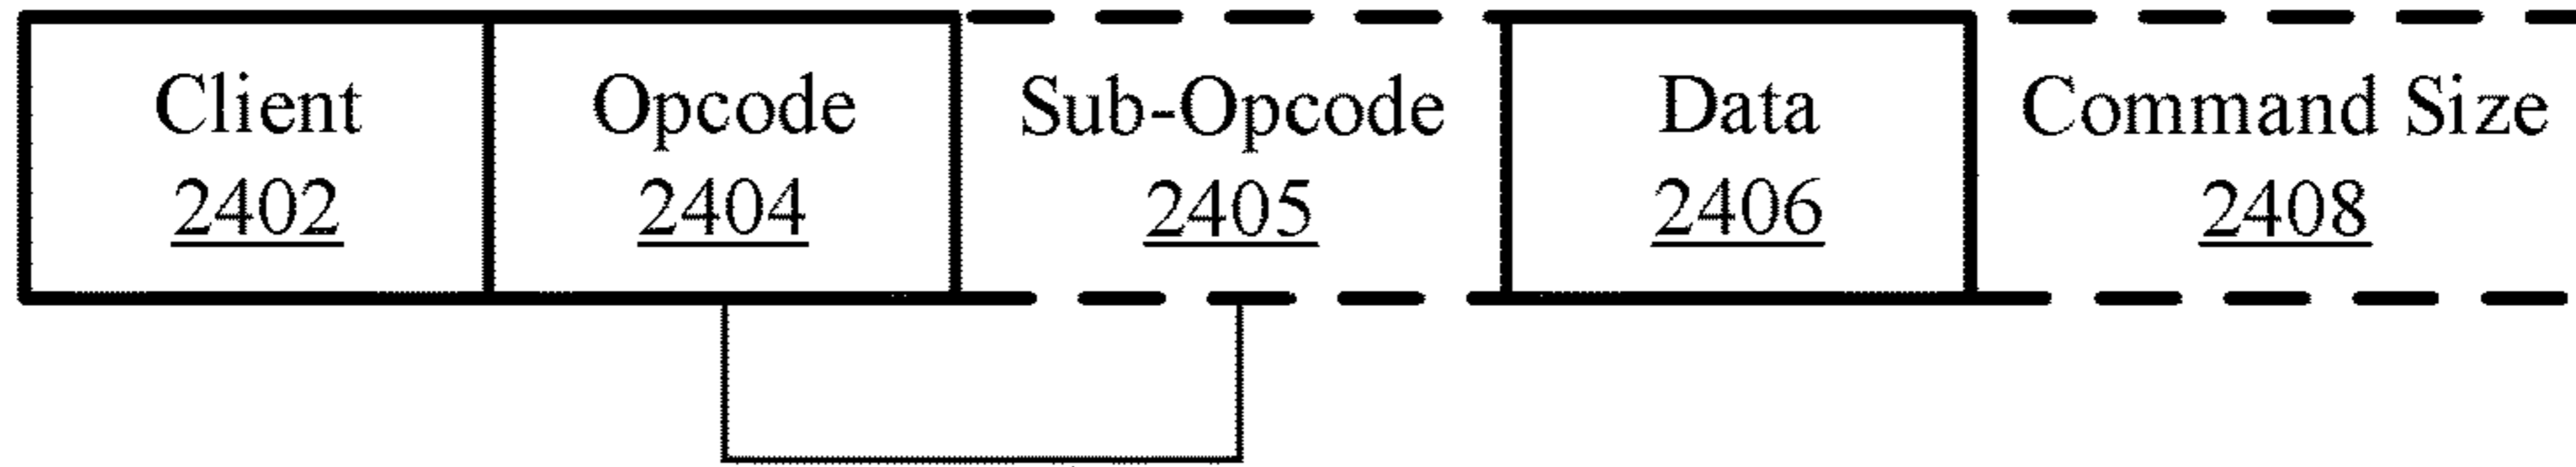 Client Opcode Sub-Opcode Data Command Size
2402 2404 2405 2406 2408